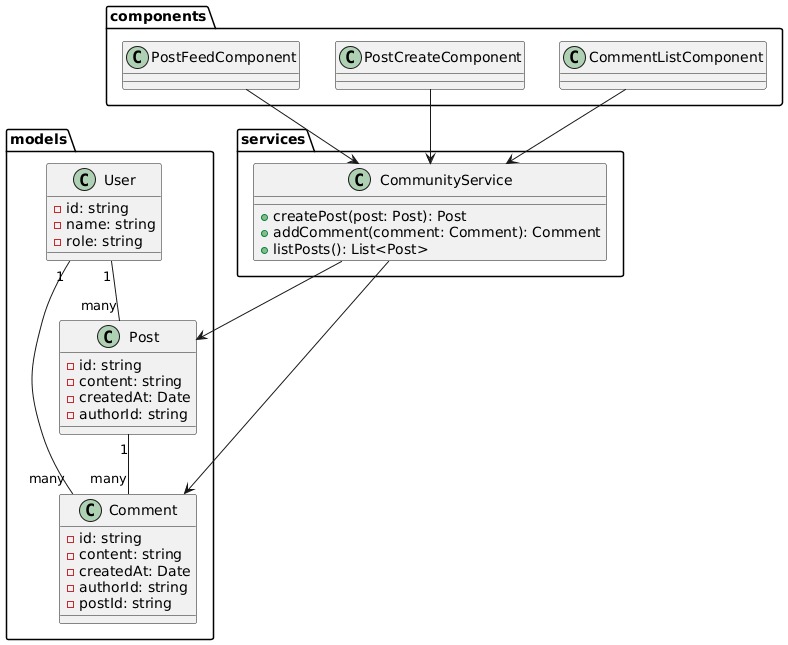 components
C PostFeedComponent
C PostCreateComponent
C CommentListComponent
models
services
C User
id: string
name: string
role: string
C CommunityService
createPost(post: Post): Post
addComment(comment: Comment): Comment
listPosts(): List<Post>
1
1
many
C Post
id: string
content: string
createdAt: Date
authorId: string
1
many
many
C Comment
id: string
content: string
createdAt: Date
authorId: string
postId: string